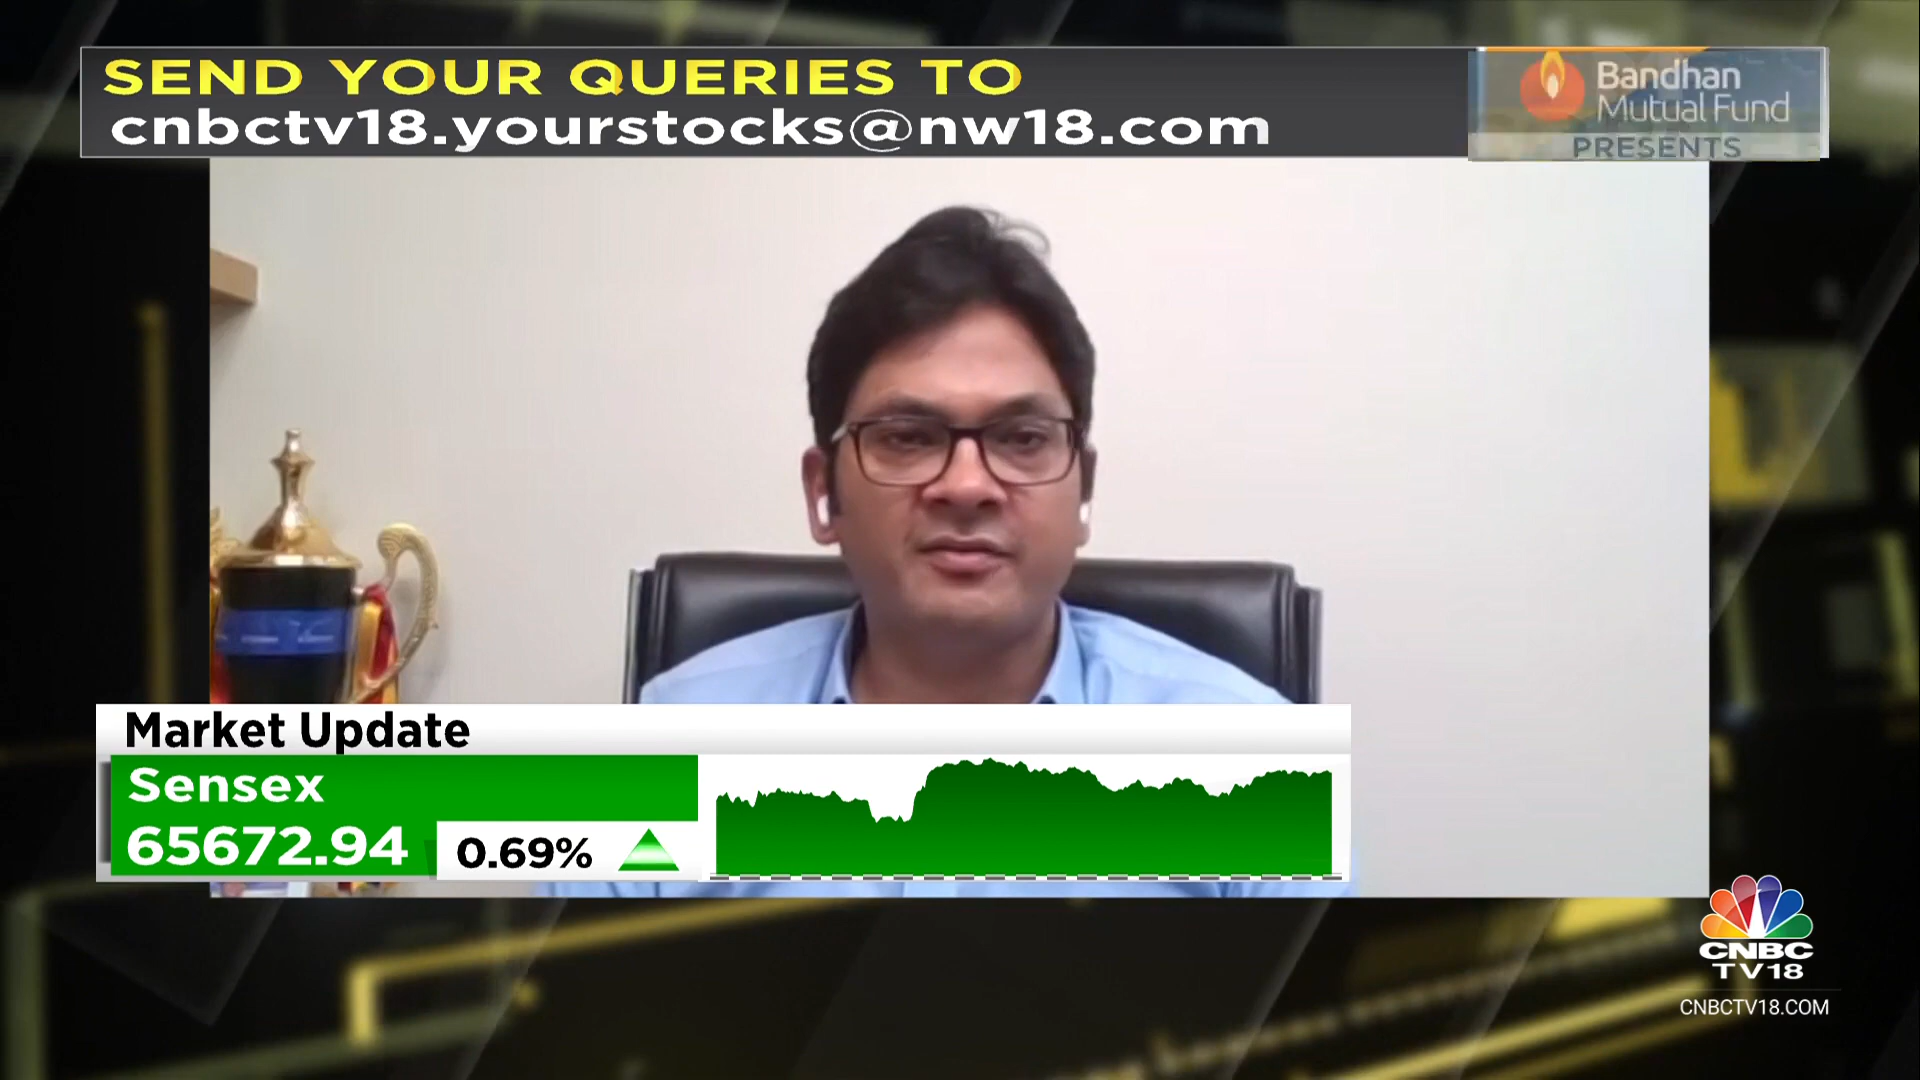 SEND YOUR QUERIES TO
cnbctv18.yourstocks@nw18.com
Bandhan
Mutual Fund
PRESENTS
Market Update
Sensex
65672.94
0.69%
CNBC
TV18
CNBCTV18.COM